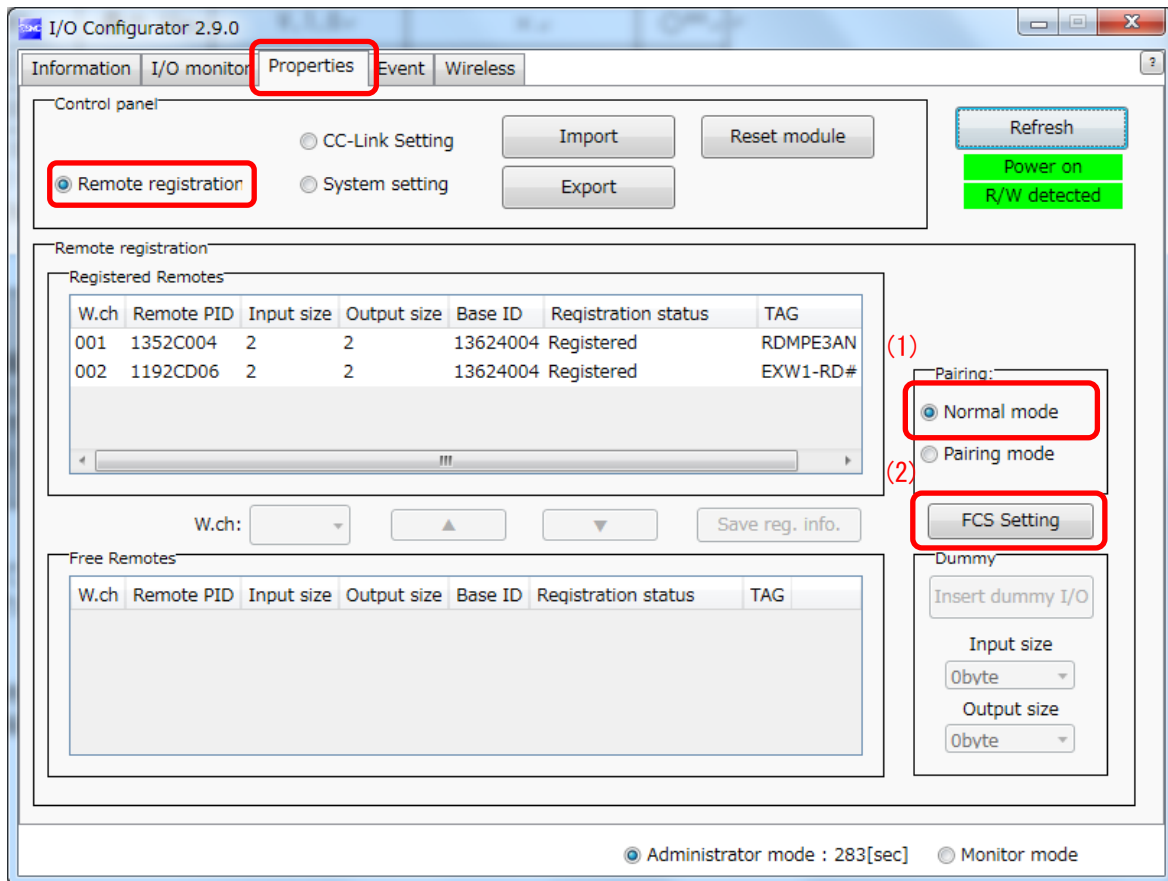 I/O Configurator 2.9.0
Information I/O monitor Properties Event Wireless
?
Control panel
Remote registration
CC-Link Setting
System setting
Import
Export
Reset module
Refresh
Power on
R/W detected
Remote registration
Registered Remotes
W.ch Remote PID Input size Output size Base ID Registration status TAG
001 1352C004 2 2 13624004 Registered RDMPE3AN
002 1192CD06 2 2 13624004 Registered EXW1-RD#
(1)
Pairing:
Normal mode
Pairing mode
(2)
FCS Setting
W.ch:
Save reg. info.
Free Remotes
W.ch Remote PID Input size Output size Base ID Registration status TAG
Dummy
Insert dummy I/O
Input size
0byte
Output size
0byte
Administrator mode : 283[sec] Monitor mode